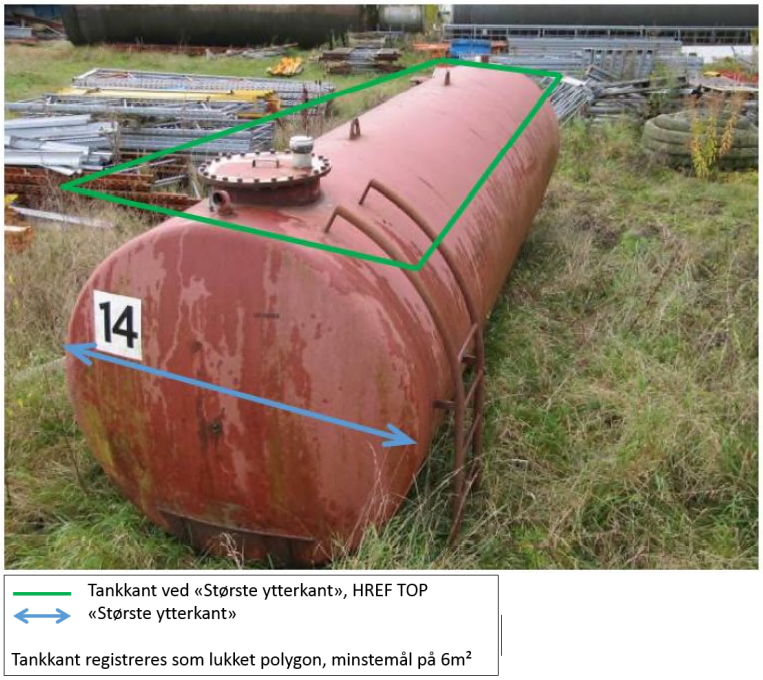 14
Tankkant ved «Største ytterkant», HREF TOP
«Største ytterkant»
Tankkant registreres som lukket polygon, minstemål på 6m²